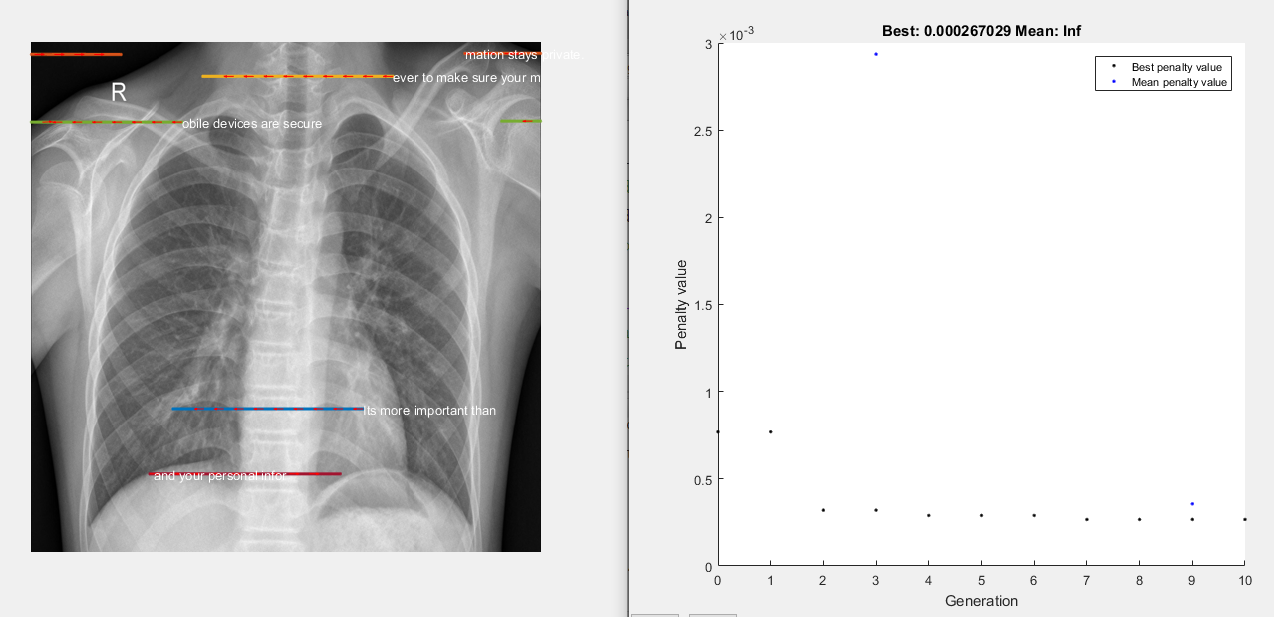 mation stays private.
ever to make sure your m
R
obile devices are secure
Its more important than
and your personal infor
Best: 0.000267029 Mean: Inf
×10^-3
Best penalty value
Mean penalty value
3
2.5
2
1.5
1
0.5
0
Penalty value
0 1 2 3 4 5 6 7 8 9 10
Generation